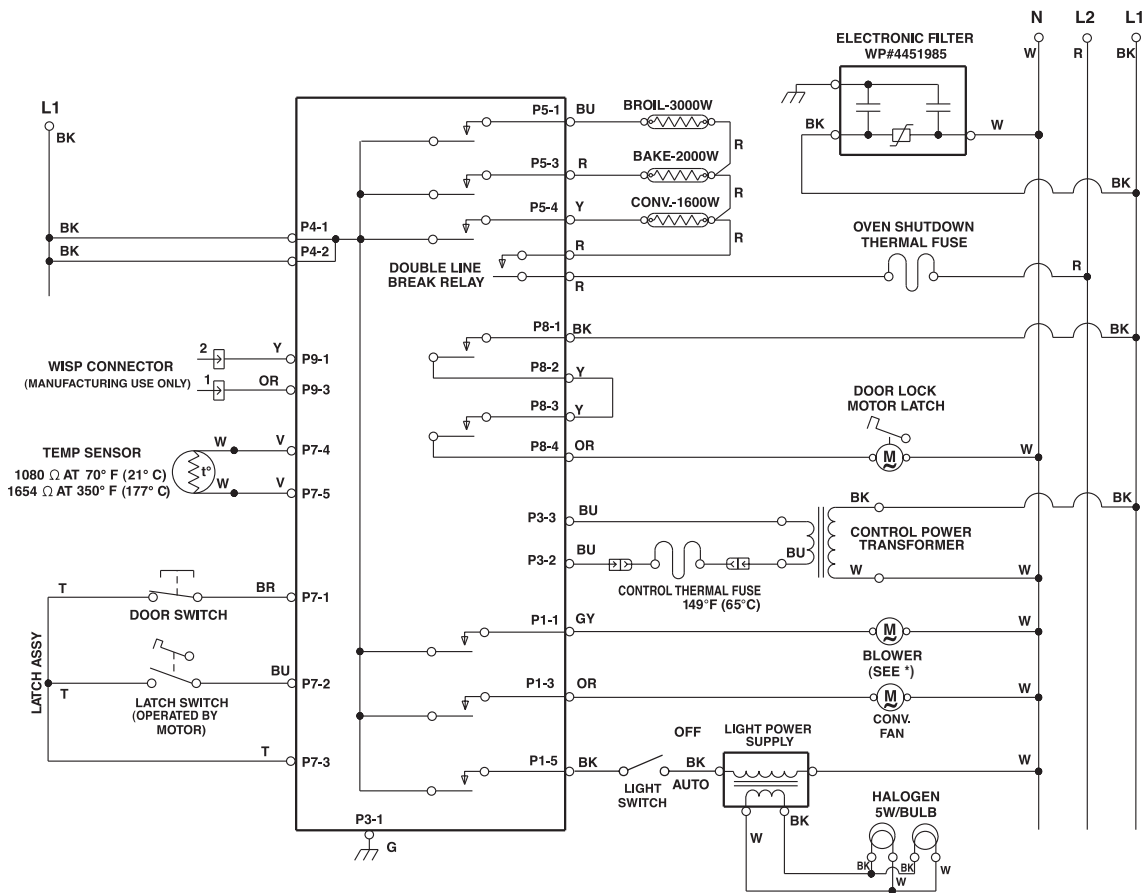 N L2 L1
ELECTRONIC FILTER
WP#4451985
W R BK
L1
BK
BK
W
BK
P5-1 BU
BROIL-3000W
R
P5-3 R
BAKE-2000W
R
P5-4 Y
CONV.-1600W
R
BK P4-1
BK P4-2
R
DOUBLE LINE
BREAK RELAY
R
OVEN SHUTDOWN
THERMAL FUSE
R
P8-1 BK
BK
P8-2 Y
P8-3 Y
P8-4 OR
WISP CONNECTOR
(MANUFACTURING USE ONLY)
2 Y P9-1
1 OR P9-3
DOOR LOCK
MOTOR LATCH
M
W
TEMP SENSOR
1080 Ω AT 70° F (21° C)
1654 Ω AT 350° F (177° C)
t°
W V P7-4
W V P7-5
P3-3 BU
P3-2 BU
BU
BK
BK
CONTROL POWER
TRANSFORMER
W
W
CONTROL THERMAL FUSE
149°F (65°C)
T BR P7-1
DOOR SWITCH
LATCH ASSY
T BU P7-2
LATCH SWITCH
(OPERATED BY
MOTOR)
T P7-3
P1-1 GY
M
W
BLOWER
(SEE *)
P1-3 OR
M
W
CONV.
FAN
P1-5 BK
OFF
BK
AUTO
LIGHT
SWITCH
LIGHT POWER
SUPPLY
W
W
BK
HALOGEN
5W/BULB
BK W BK W
P3-1
G